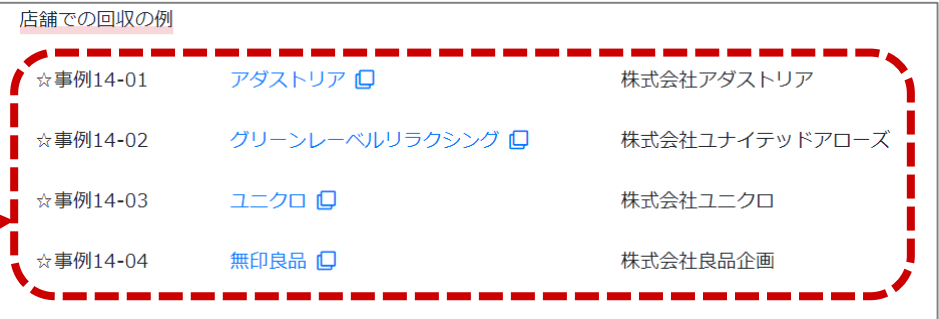 店舗での回収の例
☆事例14-01 アダストリア 株式会社アダストリア
☆事例14-02 グリーンレーベルリラクシング 株式会社ユナイテッドアローズ
☆事例14-03 ユニクロ 株式会社ユニクロ
☆事例14-04 無印良品 株式会社良品企画